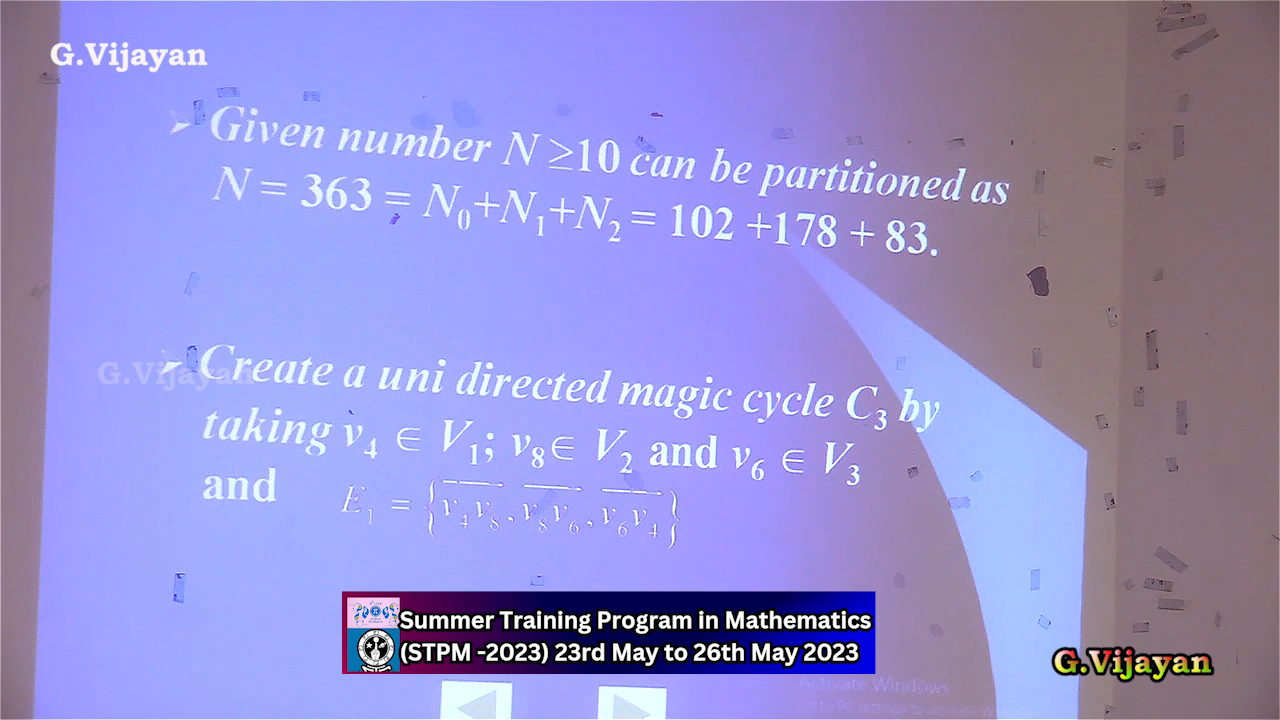 G.Vijayan
➢ Given number N ≥10 can be partitioned as
N = 363 = N₀+N₁+N₂ = 102 +178 + 83.
G.Vijayan
➢ Create a uni directed magic cycle C₃ by
taking v₄ ∈ V₁; v₈∈ V₂ and v₆ ∈ V₃
and E₁ = {v₄v₈, v₈v₆, v₆v₄}
Summer Training Program in Mathematics
(STPM -2023) 23rd May to 26th May 2023
G.Vijayan
Activate Windows